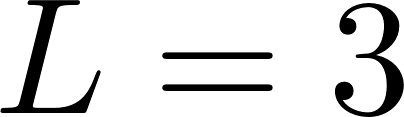 L = 3